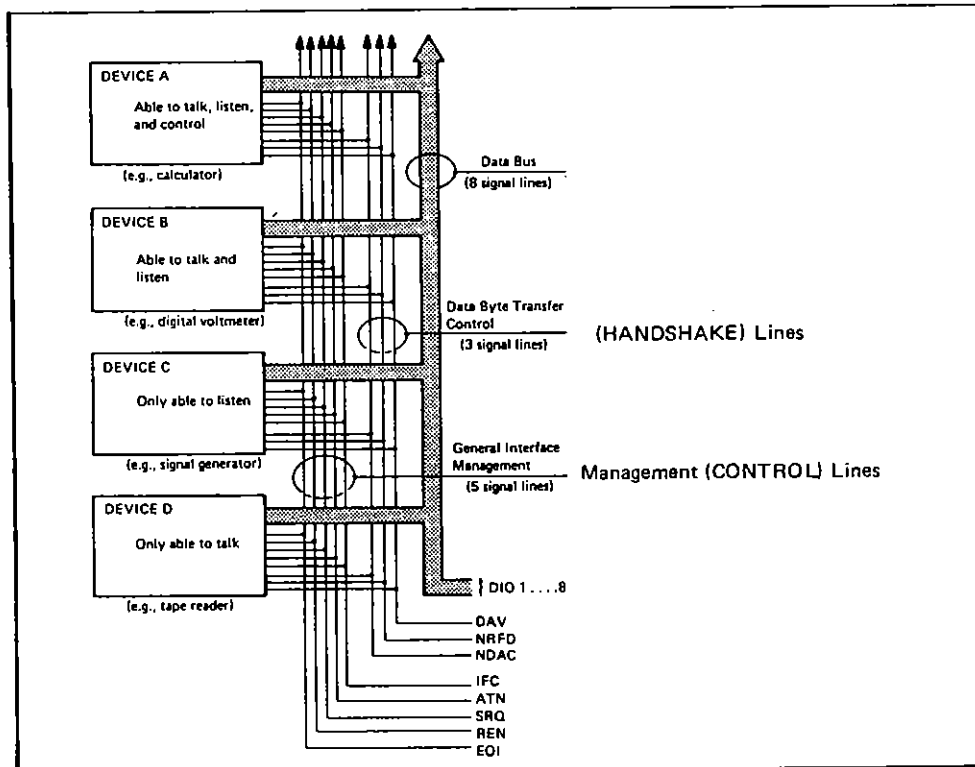 DEVICE A
Able to talk, listen,
and control
(e.g., calculator)
Data Bus
(8 signal lines)
DEVICE B
Able to talk and
listen
(e.g., digital voltmeter)
Data Byte Transfer
Control
(3 signal lines)
(HANDSHAKE) Lines
DEVICE C
Only able to listen
(e.g., signal generator)
General Interface
Management
(5 signal lines)
Management (CONTROL) Lines
DEVICE D
Only able to talk
(e.g., tape reader)
} DIO 1 . . . . 8
DAV
NRFD
NDAC
IFC
ATN
SRQ
REN
EOI